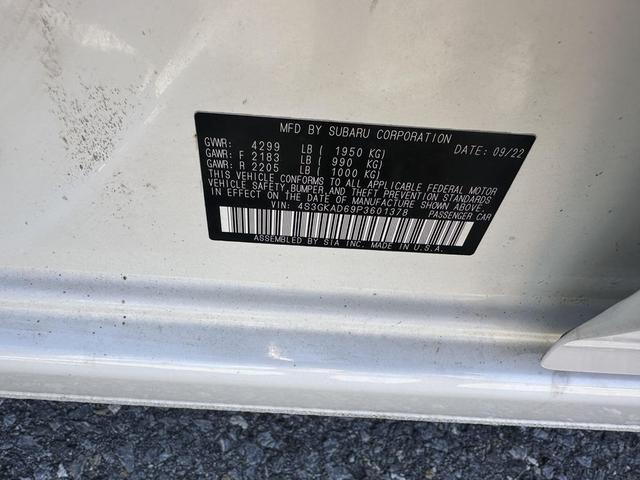 MFD BY SUBARU CORPORATION DATE: 09/22
GVWR: 4299 LB ( 1950 KG)
GAWR: F 2183 LB ( 990 KG)
GAWR: R 2205 LB ( 1000 KG)
THIS VEHICLE CONFORMS TO ALL APPLICABLE FEDERAL MOTOR
VEHICLE SAFETY, BUMPER, AND THEFT PREVENTION STANDARDS
IN EFFECT ON THE DATE OF MANUFACTURE SHOWN ABOVE.
VIN: 4S3GKAD69P3601378 PASSENGER CAR
ASSEMBLED BY SIA INC. MADE IN U.S.A.